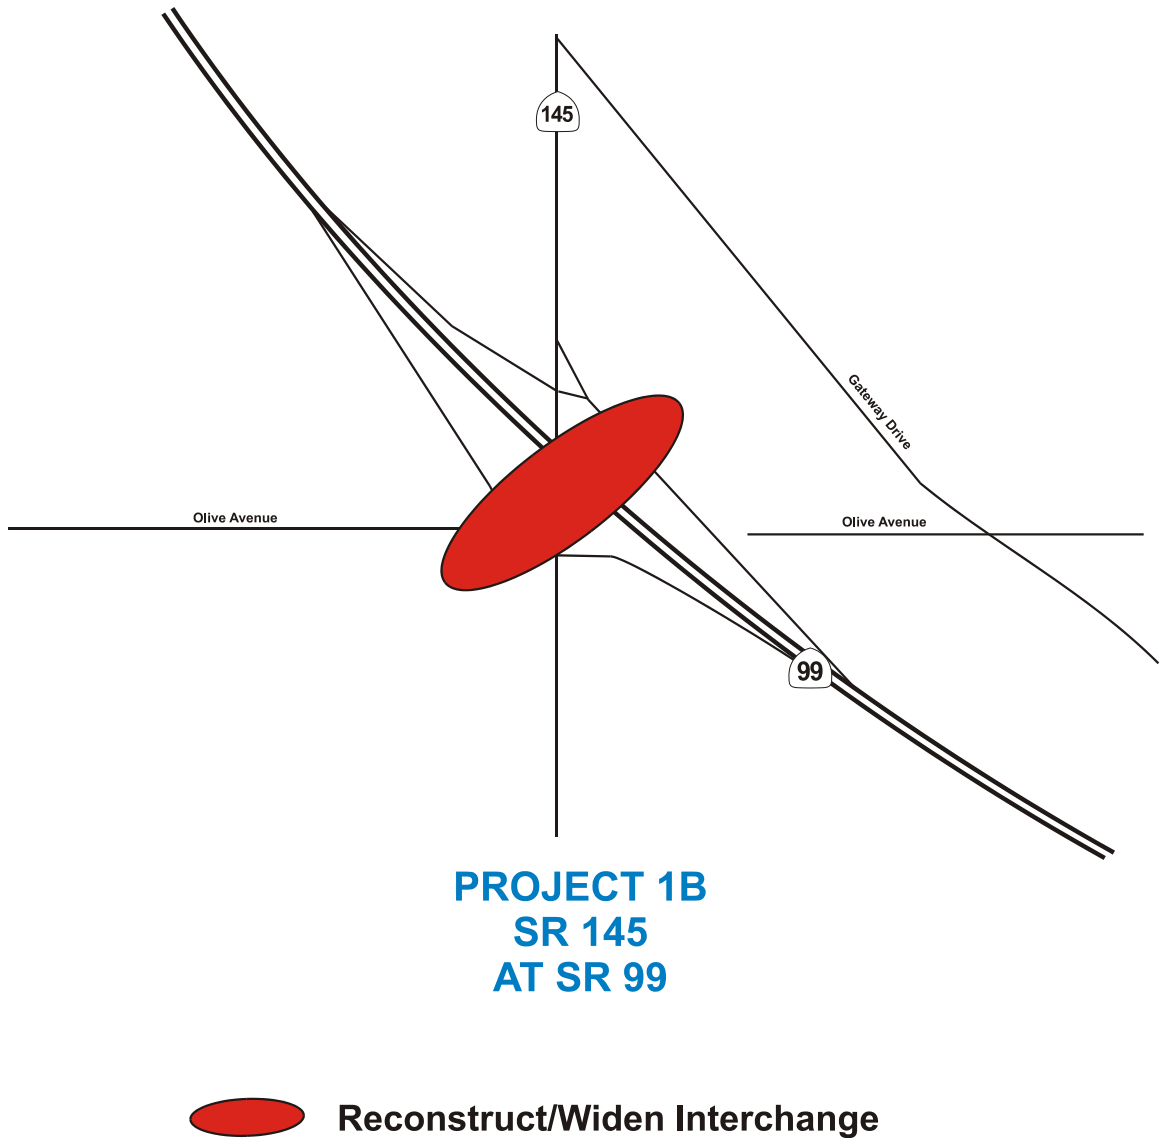 145
Gateway Drive
Olive Avenue
Olive Avenue
99
PROJECT 1B
SR 145
AT SR 99
Reconstruct/Widen Interchange